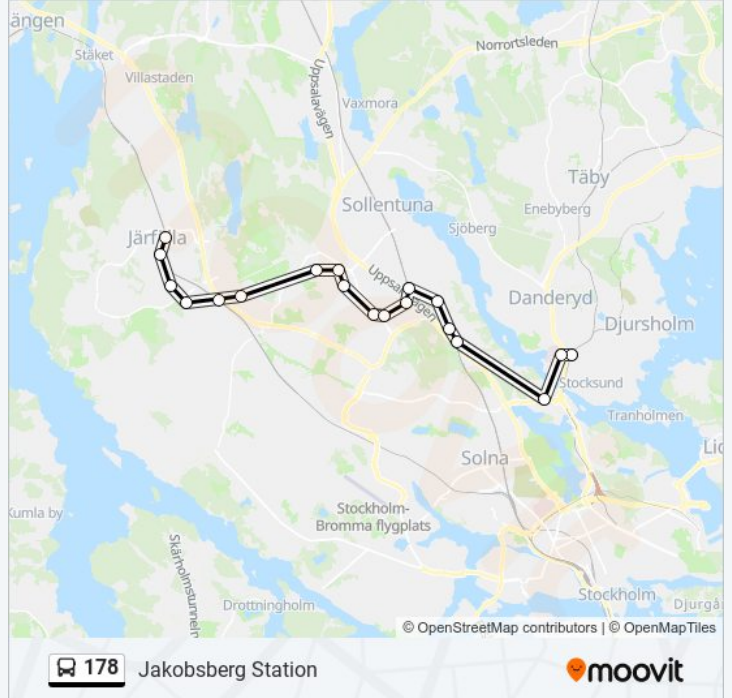 ängen
Norrortsleden
Ståket
Villastaden
Uppsalavägen
Vaxmora
Täby
Sollentuna
Enebyberg
Sjöberg
Järfälla
Uppsalavägen
Danderyd
Djursholm
Stocksund
Tranholmen
Lid
Solna
Stockholm-
Bromma flygplats
Kumla by
Skärholmstunneln
Stockholm
Drottningholm
Djurgå
© OpenStreetMap contributors | © OpenMapTiles
178 Jakobsberg Station
moovit